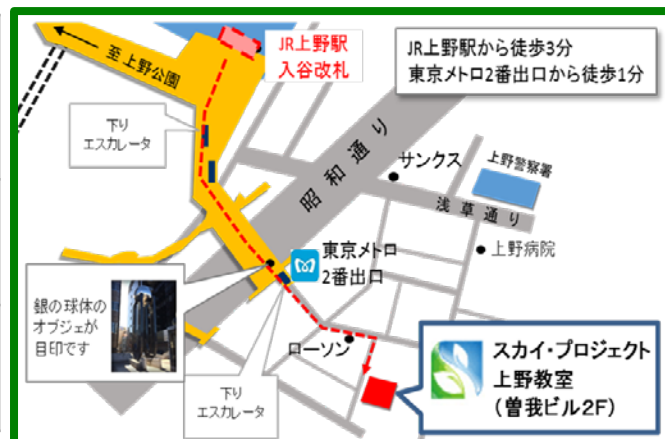 JR上野駅
入谷改札
JR上野駅から徒歩3分
東京メトロ2番出口から徒歩1分
至 上野公園
下り
エスカレータ
昭和通り
サンクス
上野警察署
浅草通り
上野病院
東京メトロ
2番出口
銀の球体の
オブジェが
目印です
ローソン
下り
エスカレータ
スカイ・プロジェクト
上野教室
(曽我ビル2F)